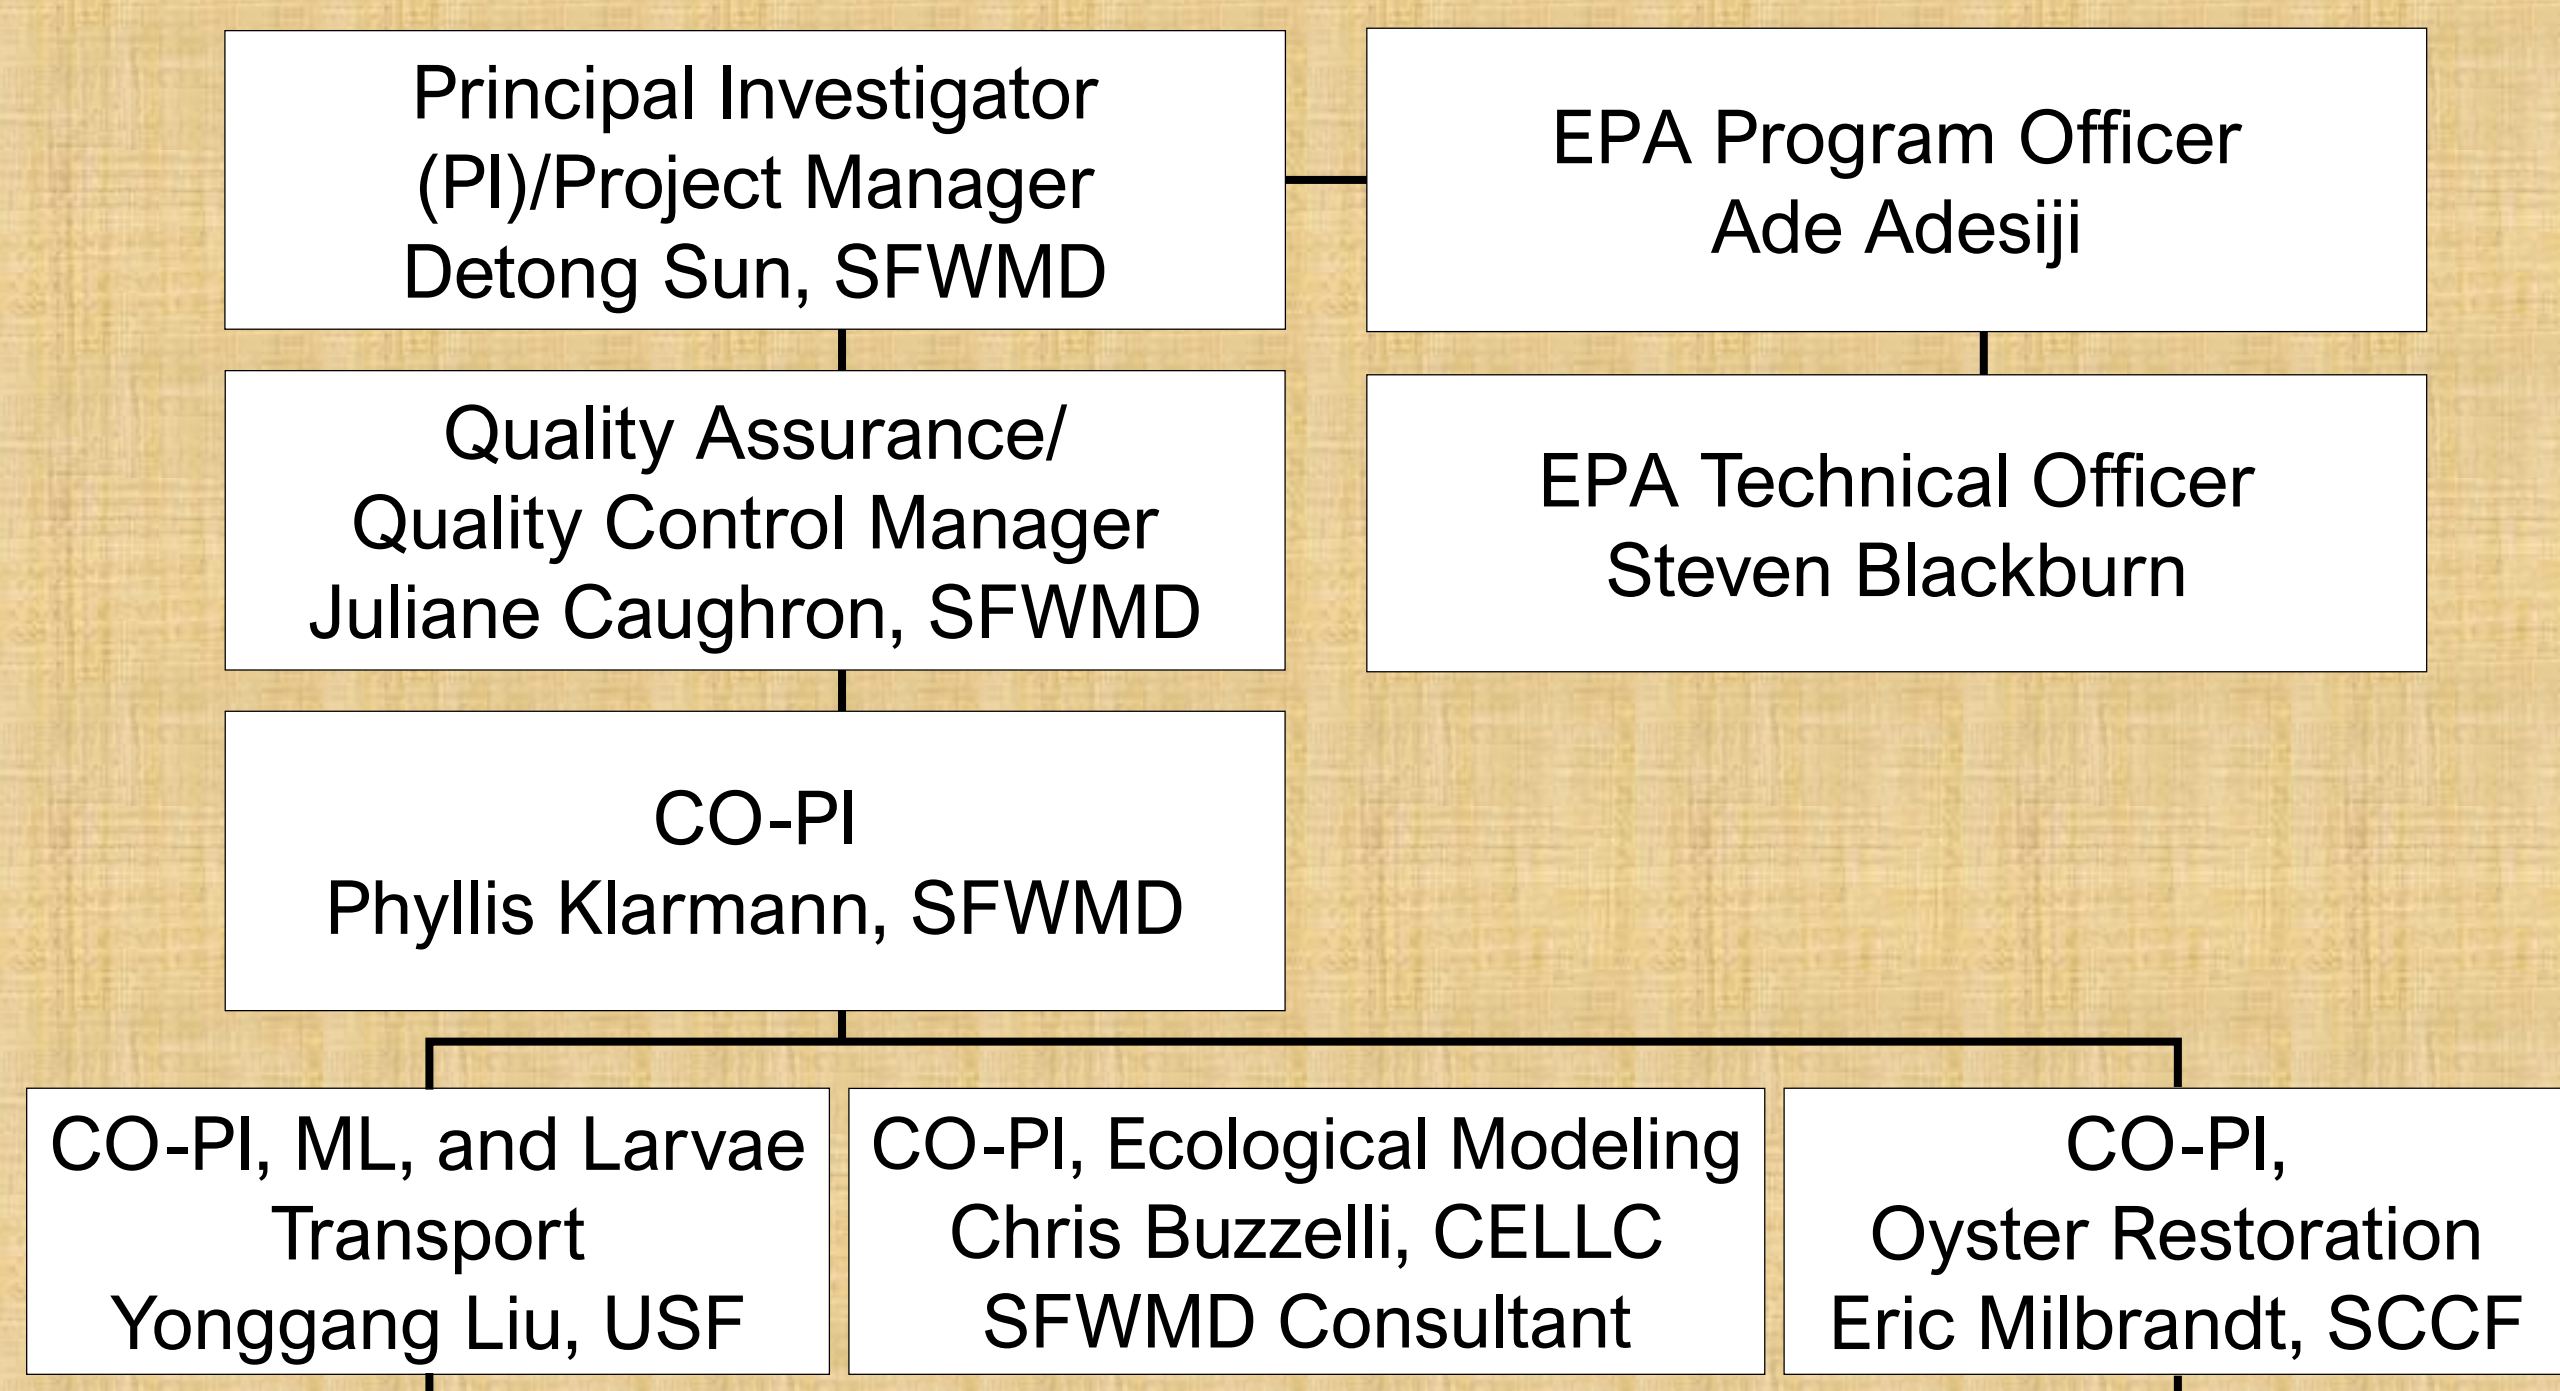 Principal Investigator
(PI)/Project Manager
Detong Sun, SFWMD
EPA Program Officer
Ade Adesiji
Quality Assurance/
Quality Control Manager
Juliane Caughron, SFWMD
EPA Technical Officer
Steven Blackburn
CO-PI
Phyllis Klarmann, SFWMD
CO-PI, ML, and Larvae
Transport
Yonggang Liu, USF
CO-PI, Ecological Modeling
Chris Buzzelli, CELLC
SFWMD Consultant
CO-PI,
Oyster Restoration
Eric Milbrandt, SCCF